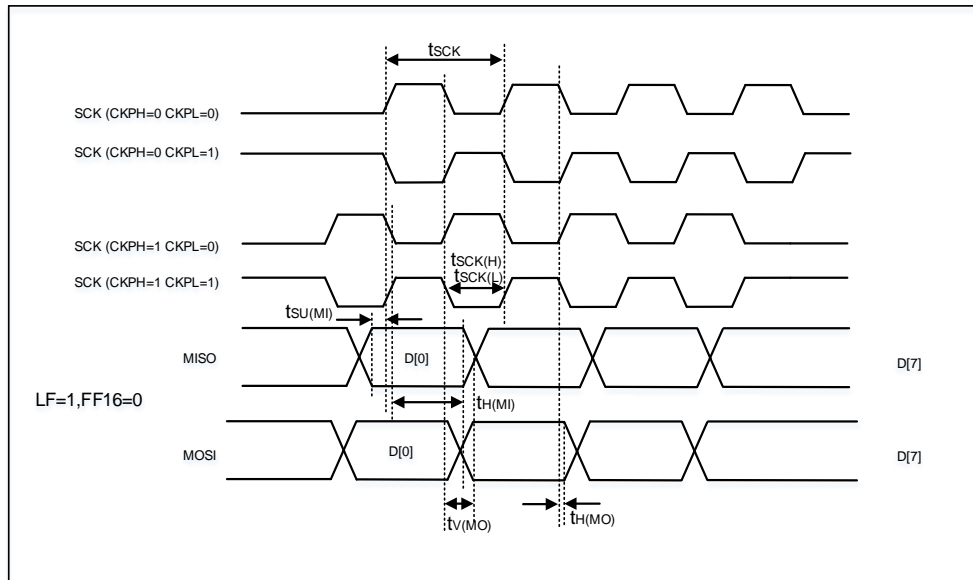 tSCK
SCK (CKPH=0 CKPL=0)
SCK (CKPH=0 CKPL=1)
SCK (CKPH=1 CKPL=0)
tSCK(H)
tSCK(L)
SCK (CKPH=1 CKPL=1)
tSU(MI)
MISO
D[0]
D[7]
LF=1,FF16=0
tH(MI)
MOSI
D[0]
D[7]
tV(MO)
tH(MO)